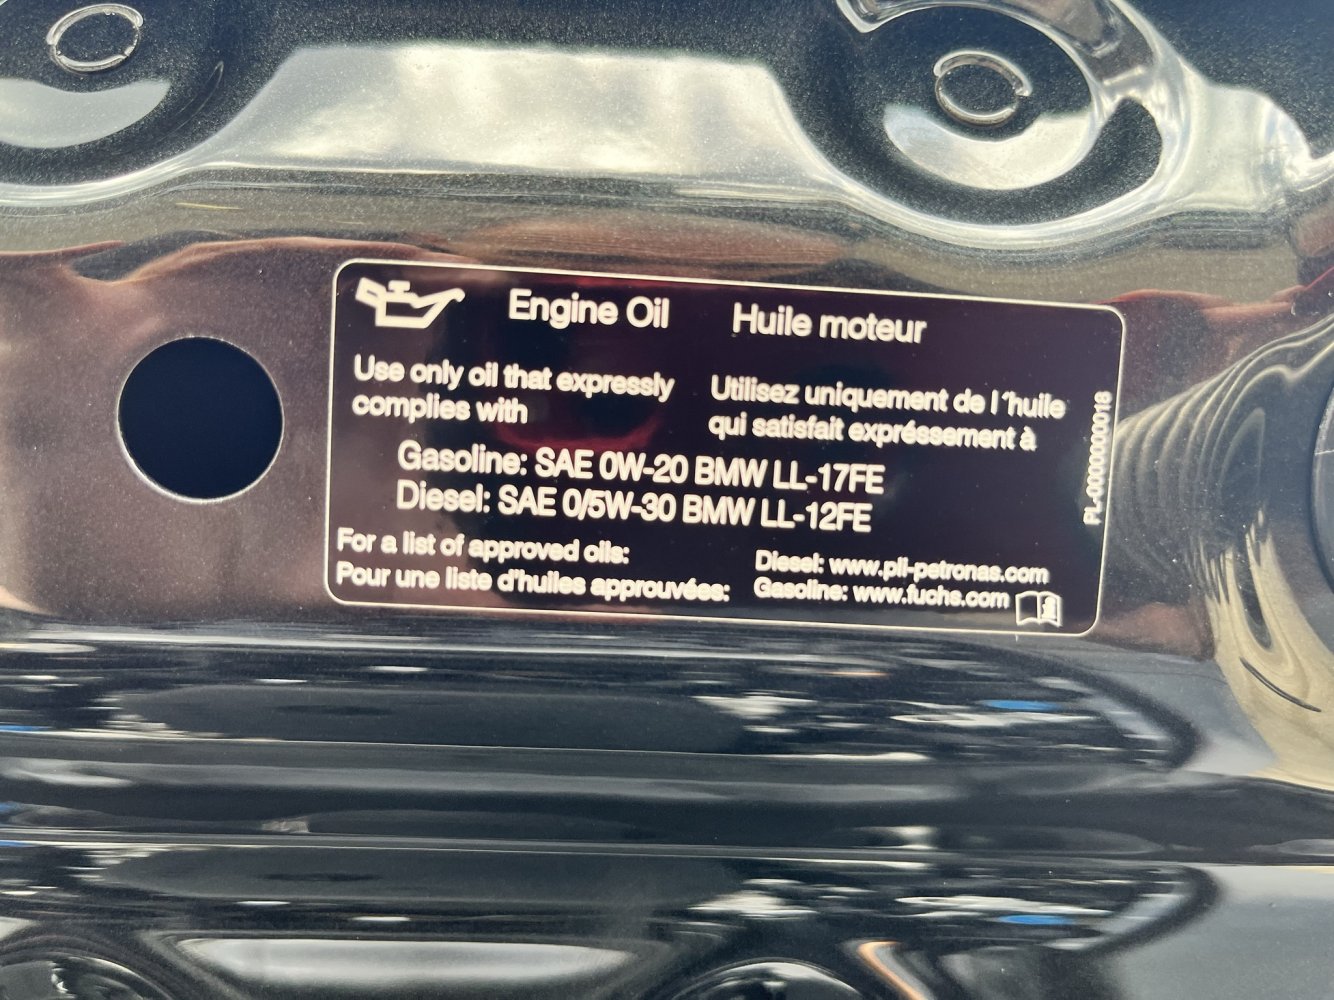 Engine Oil Huile moteur
Use only oil that expressly
complies with
Utilisez uniquement de l 'huile
qui satisfait expréssement à
Gasoline: SAE 0W-20 BMW LL-17FE
Diesel: SAE 0/5W-30 BMW LL-12FE
For a list of approved oils:
Pour une liste d'huiles approuvées:
Diesel: www.pli-petronas.com
Gasoline: www.fuchs.com
PL-00000000018